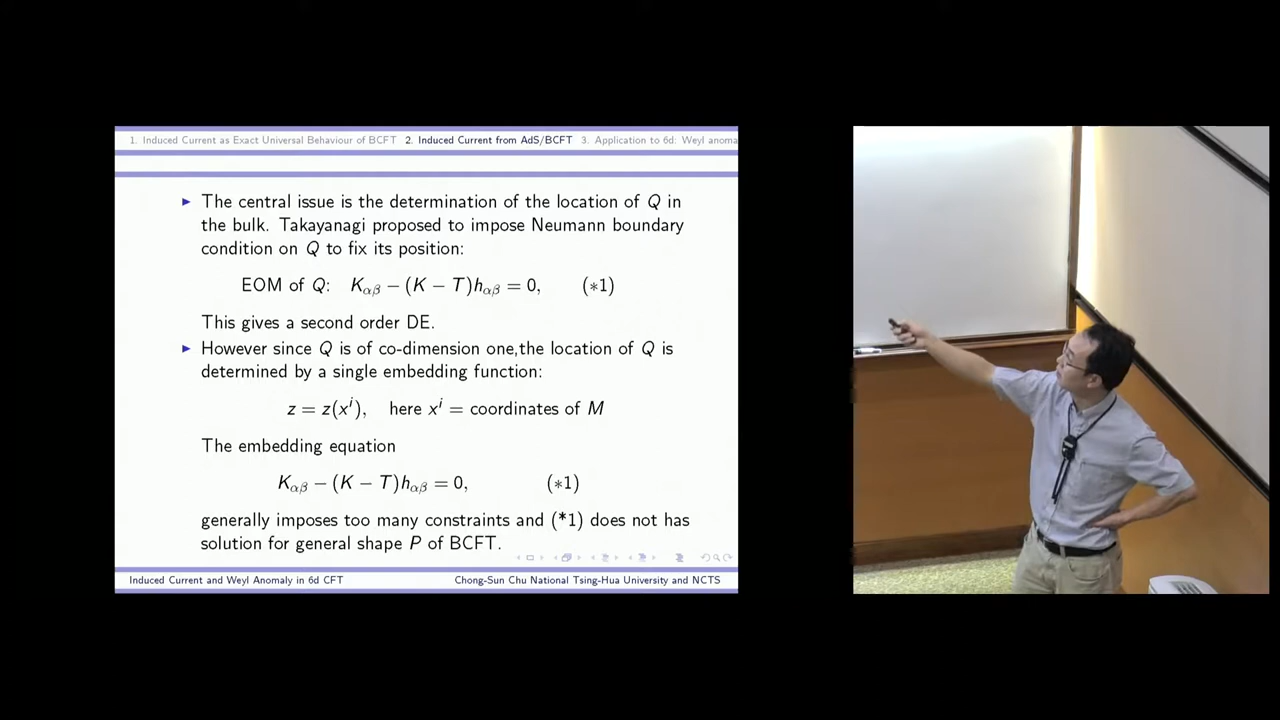 1. Induced Current as Exact Universal Behaviour of BCFT 2. Induced Current from AdS/BCFT 3. Application to 6d: Weyl anoma
▶ The central issue is the determination of the location of Q in
the bulk. Takayanagi proposed to impose Neumann boundary
condition on Q to fix its position:
EOM of Q: K_{αβ} − (K − T)h_{αβ} = 0, (∗1)
This gives a second order DE.
▶ However since Q is of co-dimension one,the location of Q is
determined by a single embedding function:
z = z(x^i), here x^i = coordinates of M
The embedding equation
K_{αβ} − (K − T)h_{αβ} = 0, (∗1)
generally imposes too many constraints and (*1) does not has
solution for general shape P of BCFT.
Induced Current and Weyl Anomaly in 6d CFT Chong-Sun Chu National Tsing-Hua University and NCTS